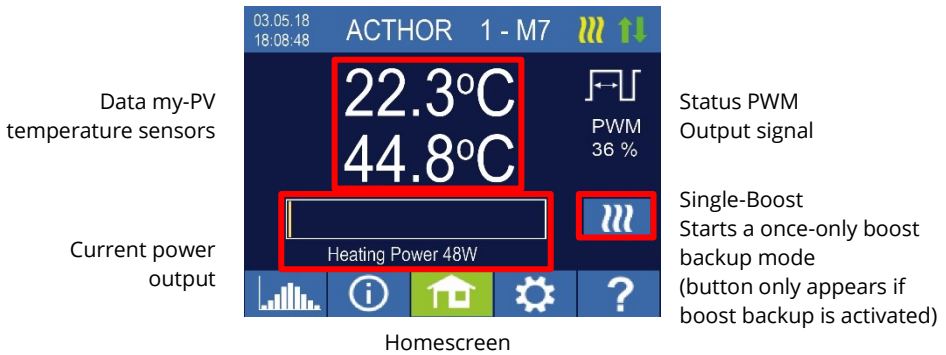 03.05.18
18:08:48
ACTHOR 1 - M7
22.3°C
44.8°C
PWM
36 %
Heating Power 48W
?
Data my-PV
temperature sensors
Current power
output
Status PWM
Output signal
Single-Boost
Starts a once-only boost
backup mode
(button only appears if
boost backup is activated)
Homescreen